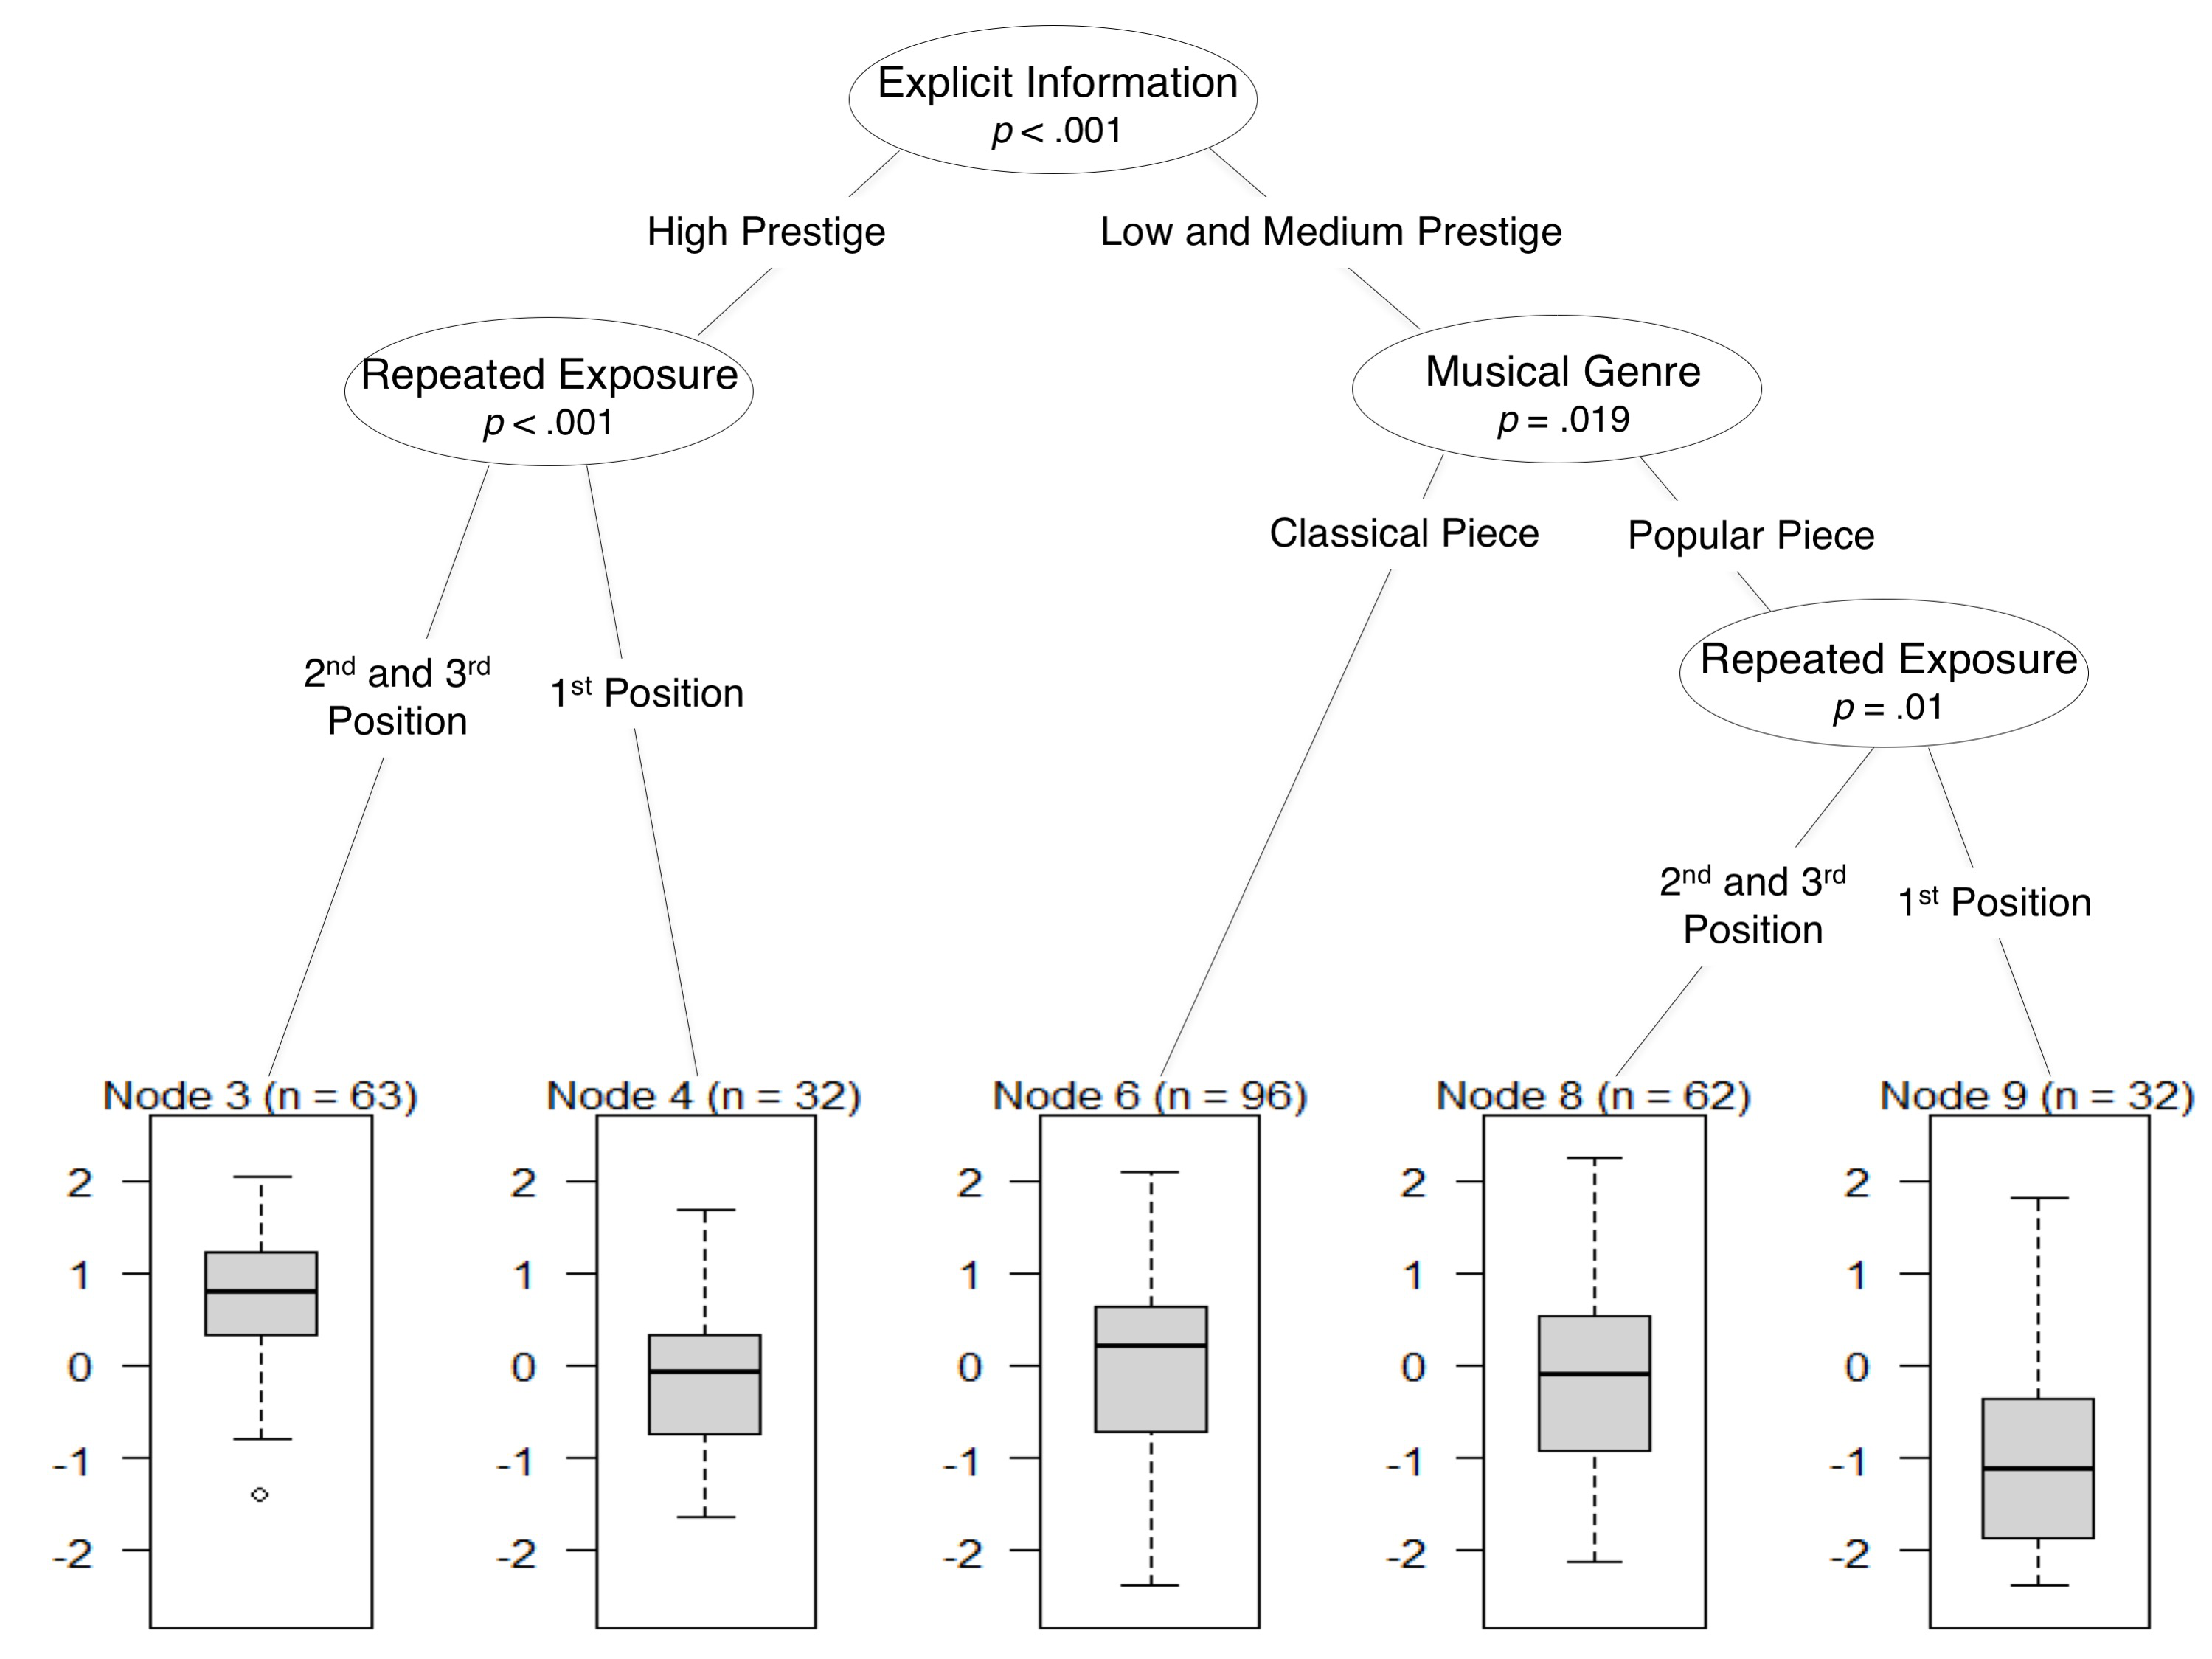 Explicit Information
p < .001
High Prestige
Low and Medium Prestige
Repeated Exposure
p < .001
Musical Genre
p = .019
Classical Piece
Popular Piece
Repeated Exposure
p = .01
2nd and 3rd
Position
1st Position
2nd and 3rd
Position
1st Position
Node 3 (n = 63)
2
1
0
-1
-2
Node 4 (n = 32)
2
1
0
-1
-2
Node 6 (n = 96)
2
1
0
-1
-2
Node 8 (n = 62)
2
1
0
-1
-2
Node 9 (n = 32)
2
1
0
-1
-2